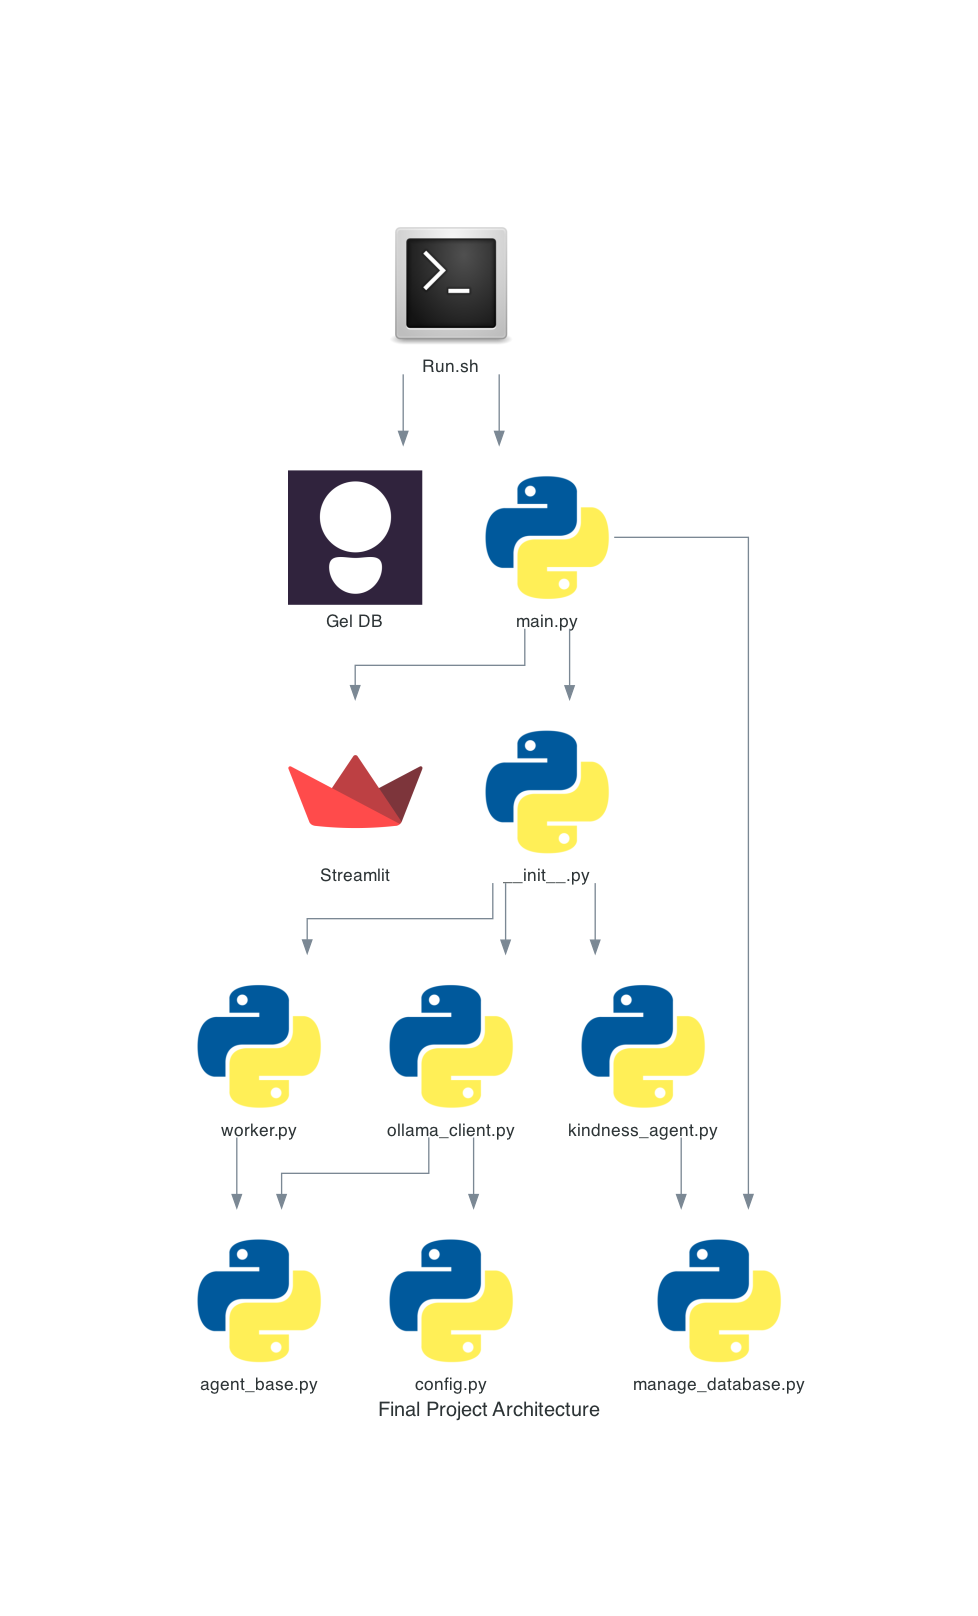 Run.sh
Gel DB
main.py
Streamlit
__init__.py
worker.py
ollama_client.py
kindness_agent.py
agent_base.py
config.py
manage_database.py
Final Project Architecture